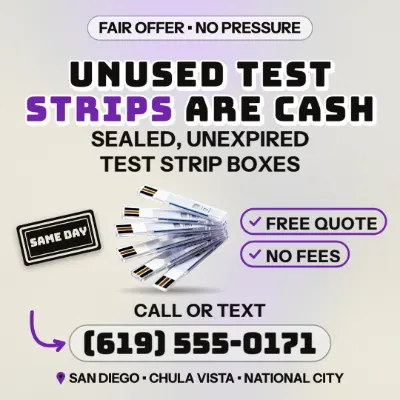 FAIR OFFER • NO PRESSURE
UNUSED TEST
STRIPS ARE CASH
SEALED, UNEXPIRED
TEST STRIP BOXES
SAME DAY
FREE QUOTE
NO FEES
CALL OR TEXT
(619) 555-0171
SAN DIEGO • CHULA VISTA • NATIONAL CITY